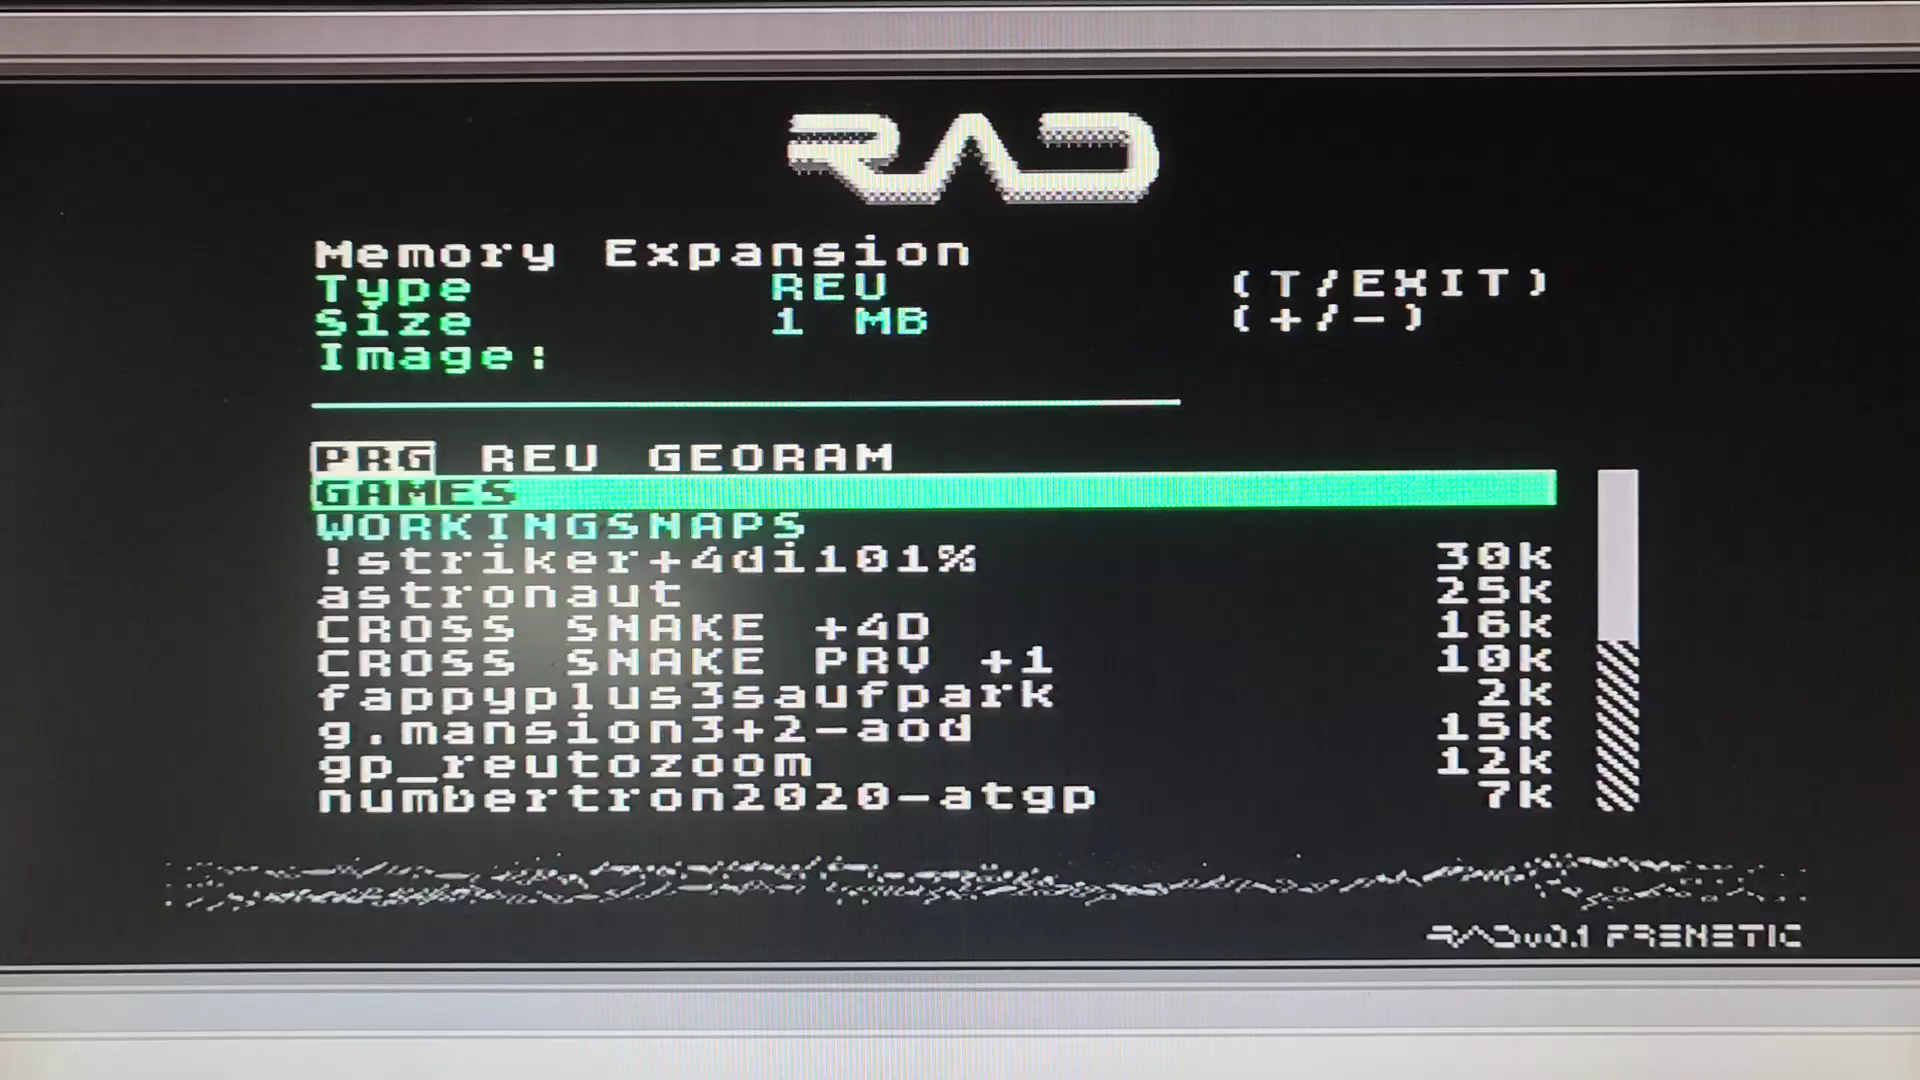 RAD
Memory Expansion
Type REU (T/EXIT)
Size 1 MB (+/-)
Image:
PRG REU GEORAM
GAMES
WORKINGSNAPS
!striker+4di101% 30k
astronaut 25k
CROSS SNAKE +4D 16k
CROSS SNAKE PRV +1 10k
fappyplus3saufpark 2k
g.mansion3+2-aod 15k
gp_reutozoom 12k
numbertron2020-atgp 7k
RAD v0.1 FRENETIC